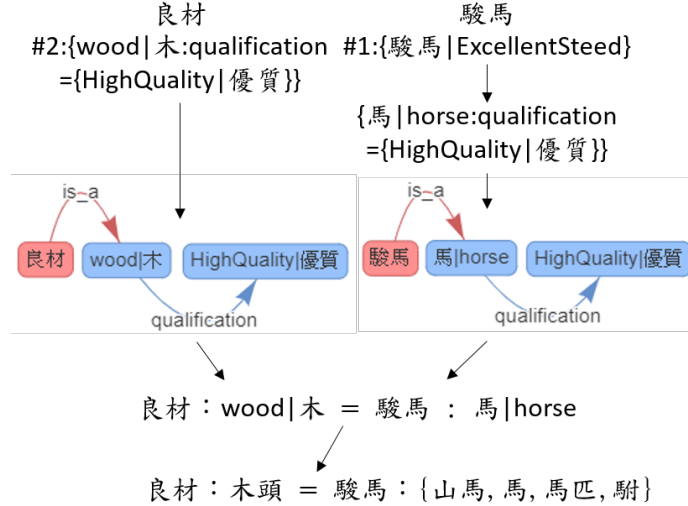 良材
#2:{wood|木:qualification
={HighQuality|優質}}
駿馬
#1:{駿馬|ExcellentSteed}
{馬|horse:qualification
={HighQuality|優質}}
is_a
良材
wood|木
HighQuality|優質
qualification
is_a
駿馬
馬|horse
HighQuality|優質
qualification
良材：wood|木 = 駿馬 : 馬|horse
良材：木頭 = 駿馬：{山馬, 馬, 馬匹, 駙}